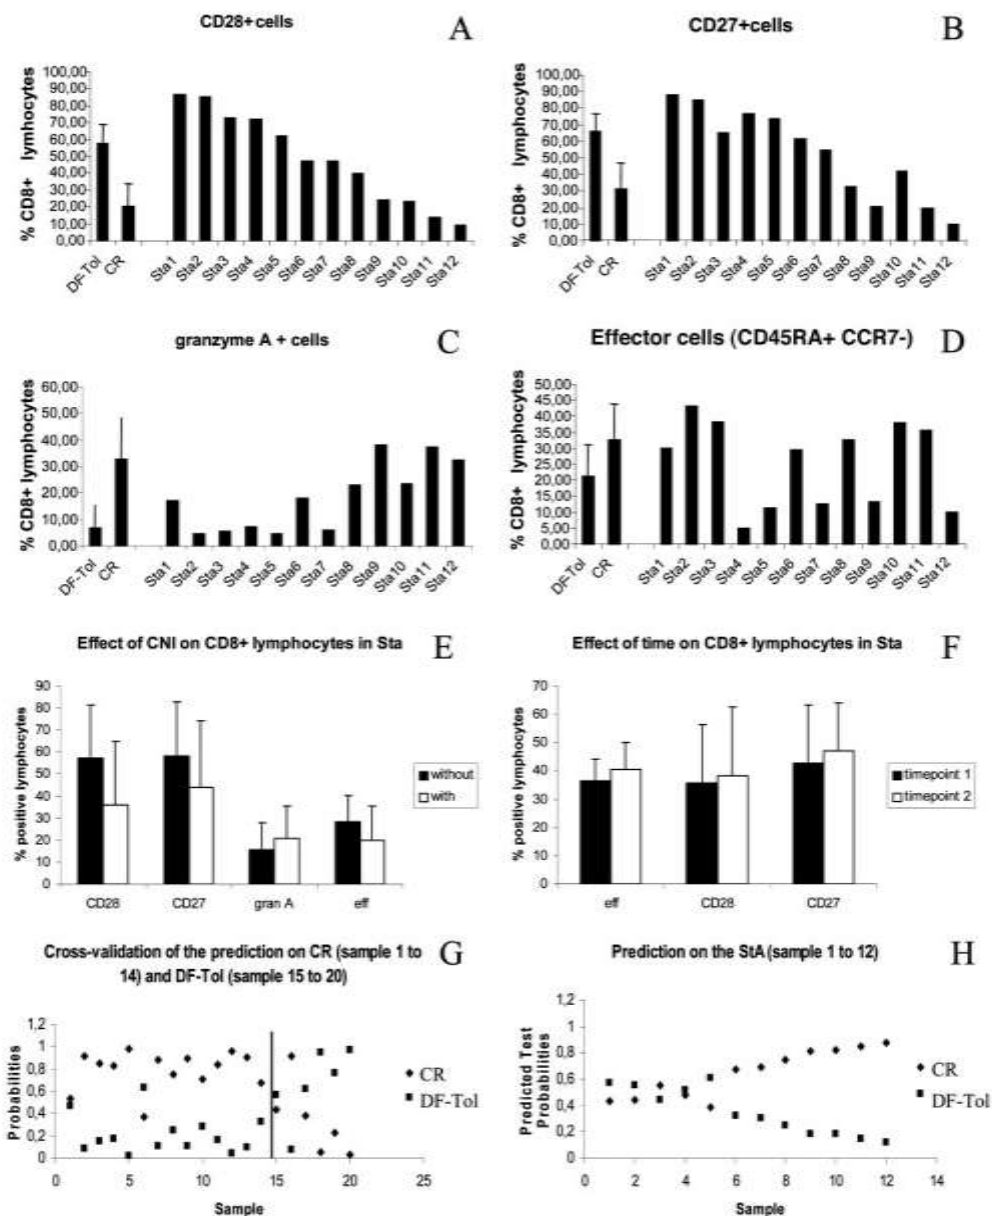 CD28+cells
A
% CD8+ lymhocytes
100,00
90,00
80,00
70,00
60,00
50,00
40,00
30,00
20,00
10,00
0,00
DF-Tol CR Sta1 Sta2 Sta3 Sta4 Sta5 Sta6 Sta7 Sta8 Sta9 Sta10 Sta11 Sta12
CD27+cells
B
% CD8+ lymphocytes
100,00
90,00
80,00
70,00
60,00
50,00
40,00
30,00
20,00
10,00
0,00
DF-Tol CR Sta1 Sta2 Sta3 Sta4 Sta5 Sta6 Sta7 Sta8 Sta9 Sta10 Sta11 Sta12
granzyme A + cells
C
% CD8+ lymphocytes
60,00
50,00
40,00
30,00
20,00
10,00
0,00
DF-Tol CR Sta1 Sta2 Sta3 Sta4 Sta5 Sta6 Sta7 Sta8 Sta9 Sta10 Sta11 Sta12
Effector cells (CD45RA+ CCR7-)
D
% CD8+ lymphocytes
50,00
45,00
40,00
35,00
30,00
25,00
20,00
15,00
10,00
5,00
0,00
DF-Tol CR Sta1 Sta2 Sta3 Sta4 Sta5 Sta6 Sta7 Sta8 Sta9 Sta10 Sta11 Sta12
Effect of CNI on CD8+ lymphocytes in Sta
E
% positive lymphocytes
90
80
70
60
50
40
30
20
10
0
CD28 CD27 gran A eff
without
with
Effect of time on CD8+ lymphocytes in Sta
F
% positive lymphocytes
70
60
50
40
30
20
10
0
eff CD28 CD27
timepoint 1
timepoint 2
Cross-validation of the prediction on CR (sample 1 to
14) and DF-Tol (sample 15 to 20)
G
Probabilities
1,2
1
0,8
0,6
0,4
0,2
0
0 5 10 15 20 25
Sample
CR
DF-Tol
Prediction on the StA (sample 1 to 12)
H
Predicted Test
Probabilities
1,2
1
0,8
0,6
0,4
0,2
0
0 2 4 6 8 10 12 14
Sample
CR
DF-Tol